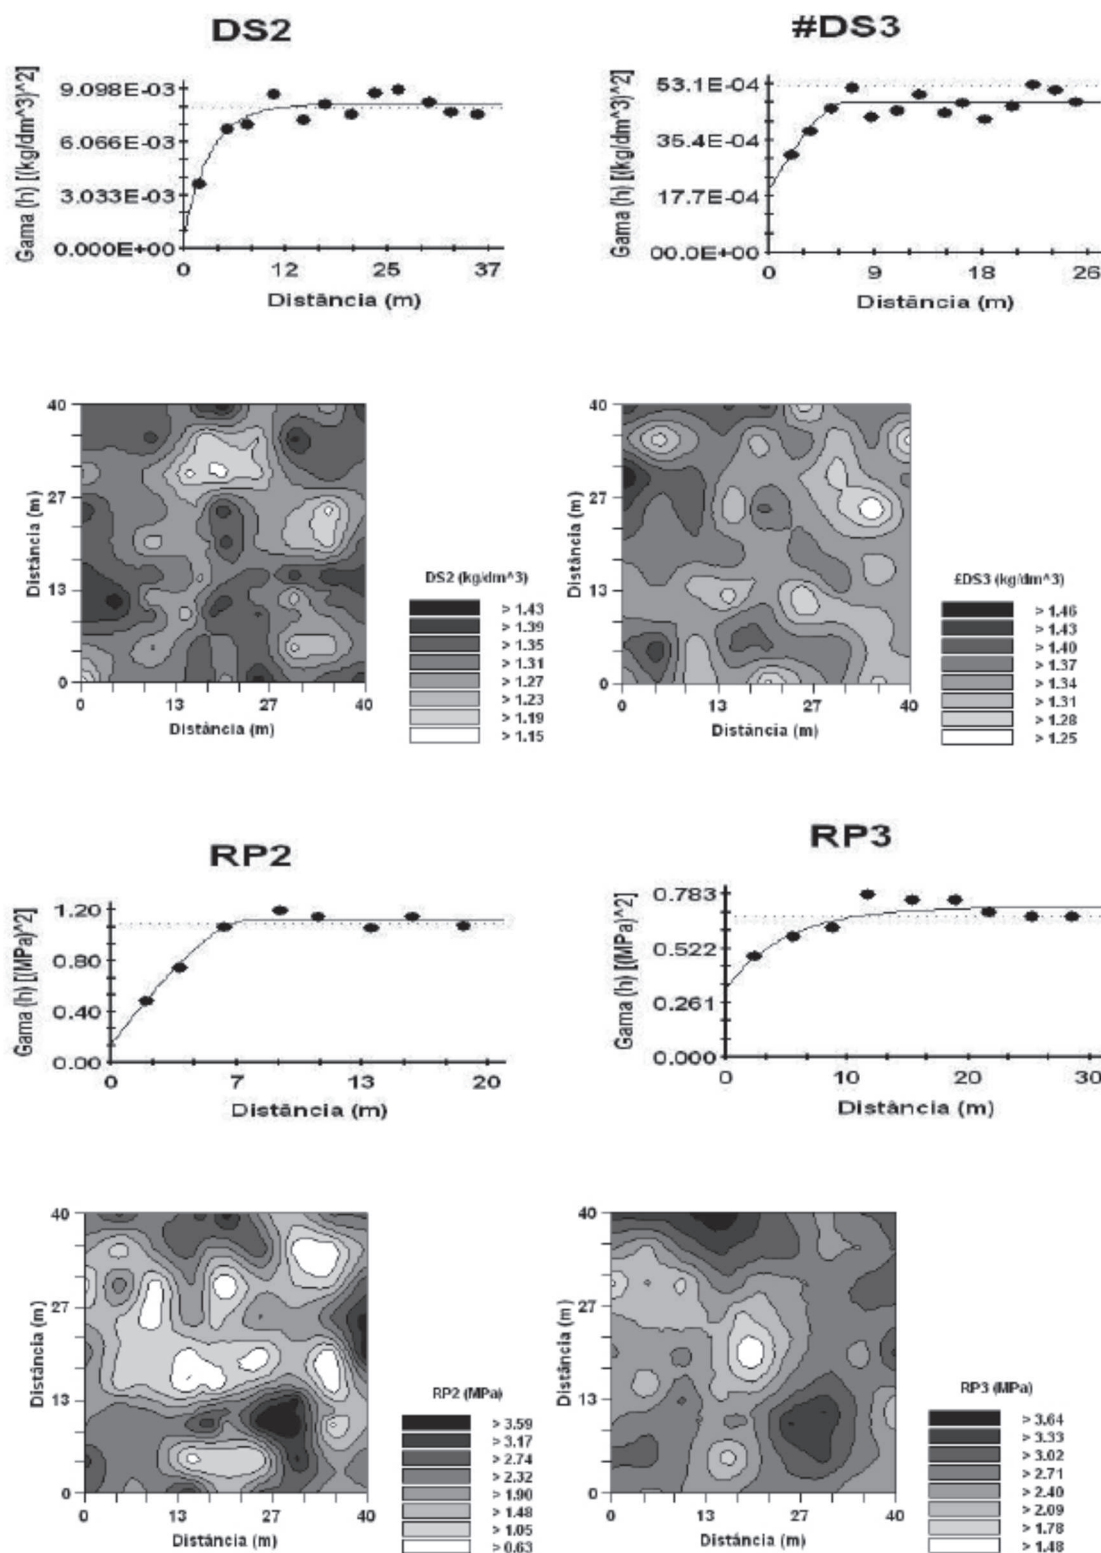 DS2
Gama (h) [(kg/dm^3)^2]
9.098E-03
6.066E-03
3.033E-03
0.000E+00
0 12 25 37
Distância (m)
#DS3
Gama (h) [(kg/dm^3)^2]
53.1E-04
35.4E-04
17.7E-04
00.0E+00
0 9 18 26
Distância (m)
40
27
13
0
Distância (m)
0 13 27 40
Distância (m)
DS2 (kg/dm^3)
> 1.43
> 1.39
> 1.35
> 1.31
> 1.27
> 1.23
> 1.19
> 1.15
40
27
13
0
Distância (m)
0 13 27 40
Distância (m)
£DS3 (kg/dm^3)
> 1.46
> 1.43
> 1.40
> 1.37
> 1.34
> 1.31
> 1.28
> 1.25
RP2
Gama (h) [(MPa)^2]
1.20
0.80
0.40
0.00
0 7 13 20
Distância (m)
RP3
Gama (h) [(MPa)^2]
0.783
0.522
0.261
0.000
0 10 20 30
Distância (m)
40
27
13
0
Distância (m)
0 13 27 40
Distância (m)
RP2 (MPa)
> 3.59
> 3.17
> 2.74
> 2.32
> 1.90
> 1.48
> 1.05
> 0.63
40
27
13
0
Distância (m)
0 13 27 40
Distância (m)
RP3 (MPa)
> 3.64
> 3.33
> 3.02
> 2.71
> 2.40
> 2.09
> 1.78
> 1.48